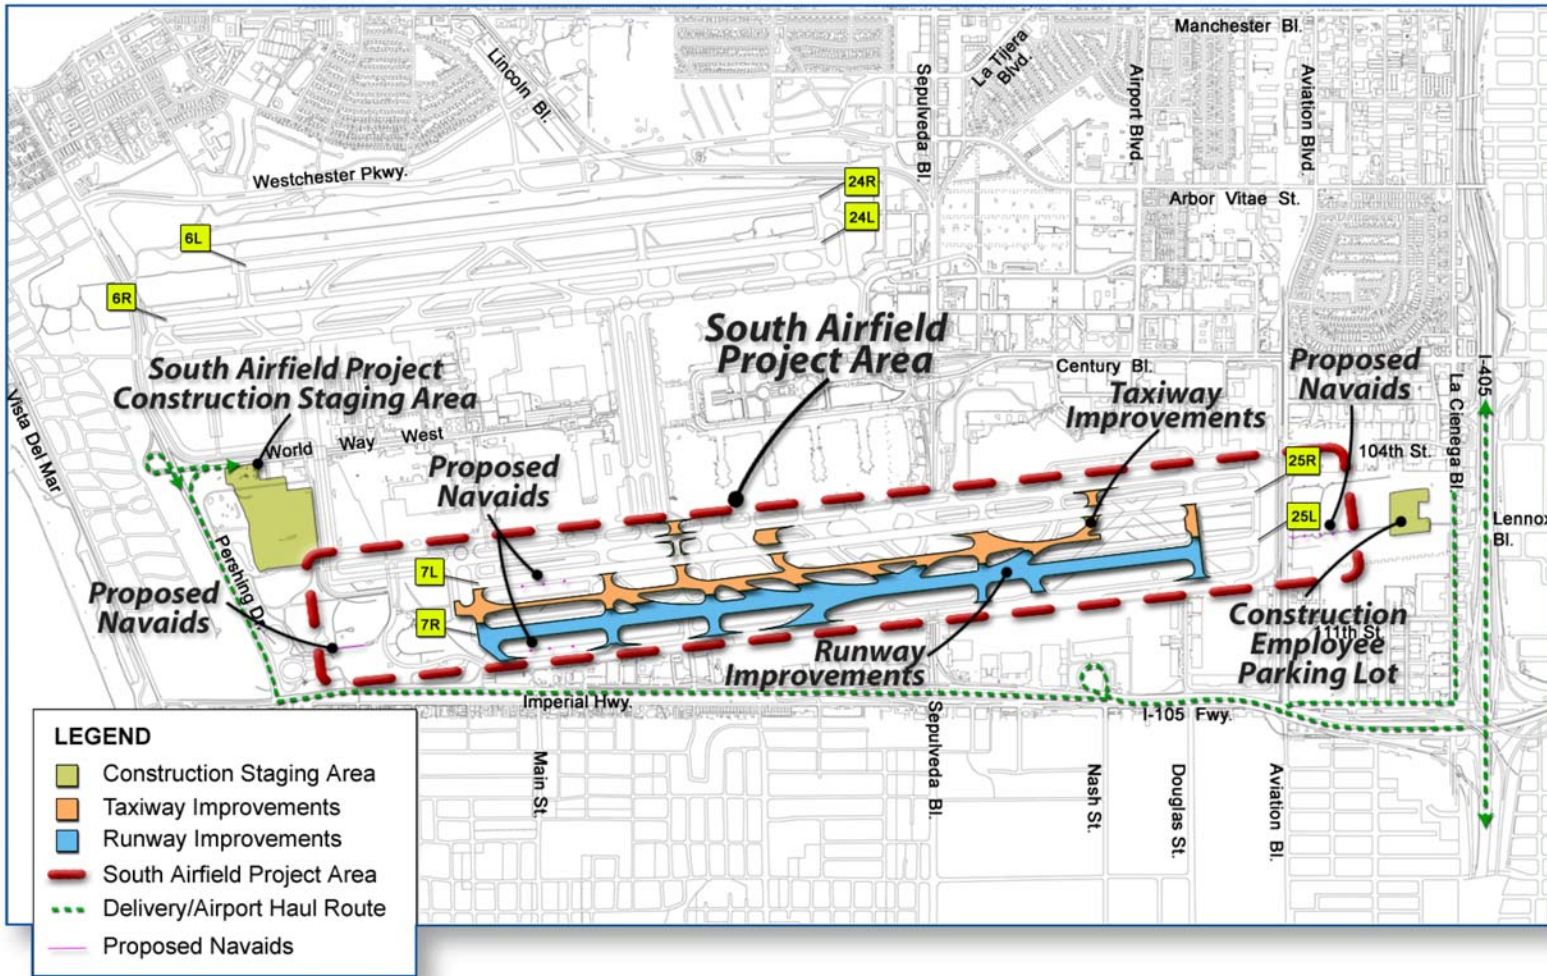 Manchester Bl.
Lincoln Bl.
La Tijera
Blvd.
Sepulveda Bl.
Airport Blvd.
Aviation Blvd.
Westchester Pkwy.
24R
24L
Arbor Vitae St.
6L
6R
South Airfield
Project Area
South Airfield Project
Construction Staging Area
Century Bl.
Taxiway
Improvements
Proposed
Navaids
I-405
La Cienega Bl.
Vista Del Mar
World Way West
Proposed
Navaids
104th St.
25R
25L
Lennox
Bl.
Pershing Dr.
7L
7R
Proposed
Navaids
Runway
Improvements
Construction
Employee
Parking Lot
111th St.
Imperial Hwy.
I-105 Fwy.
Main St.
Sepulveda Bl.
Nash St.
Douglas St.
Aviation Bl.
LEGEND
Construction Staging Area
Taxiway Improvements
Runway Improvements
South Airfield Project Area
Delivery/Airport Haul Route
Proposed Navaids